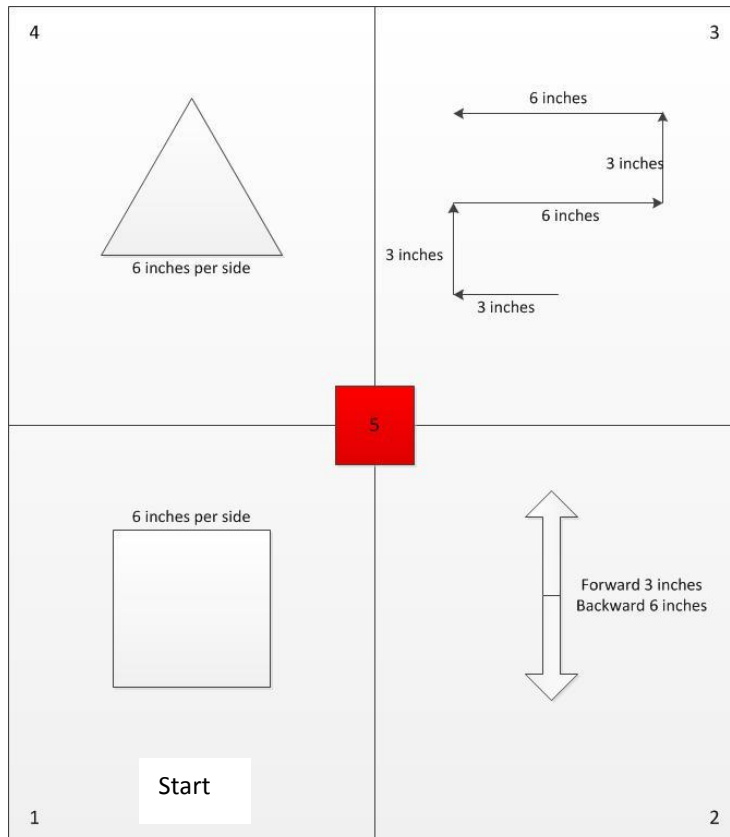 4
3
6 inches
3 inches
6 inches
3 inches
3 inches
6 inches per side
5
6 inches per side
Forward 3 inches
Backward 6 inches
Start
1
2